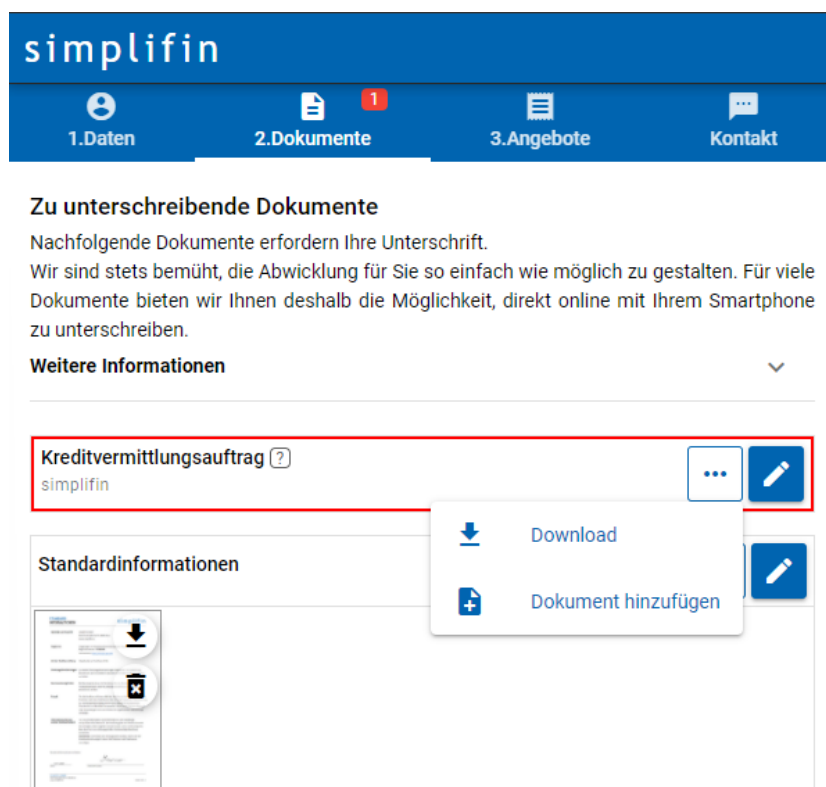 simplifin
1
1.Daten
2.Dokumente
3.Angebote
Kontakt
Zu unterschreibende Dokumente
Nachfolgende Dokumente erfordern Ihre Unterschrift.
Wir sind stets bemüht, die Abwicklung für Sie so einfach wie möglich zu gestalten. Für viele
Dokumente bieten wir Ihnen deshalb die Möglichkeit, direkt online mit Ihrem Smartphone
zu unterschreiben.
Weitere Informationen
Kreditvermittlungsauftrag ?
simplifin
Download
Standardinformationen
Dokument hinzufügen
simplifin